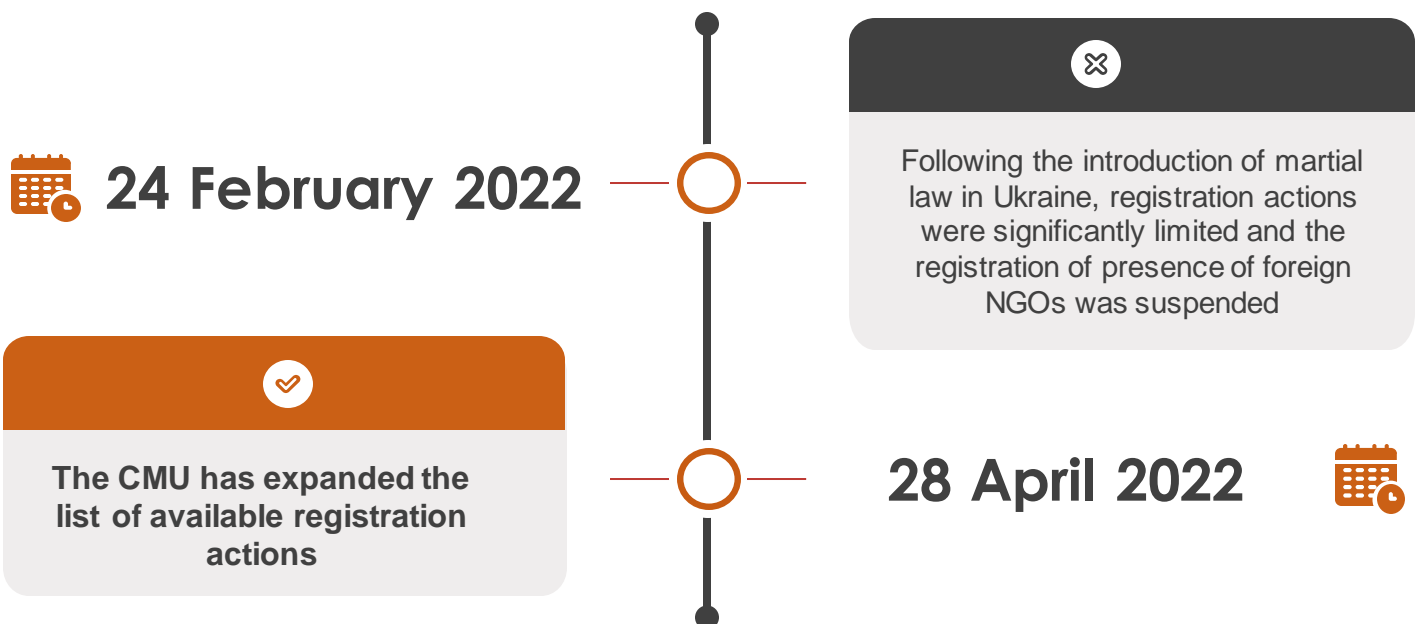 24 February 2022
Following the introduction of martial
law in Ukraine, registration actions
were significantly limited and the
registration of presence of foreign
NGOs was suspended
The CMU has expanded the
list of available registration
actions
28 April 2022